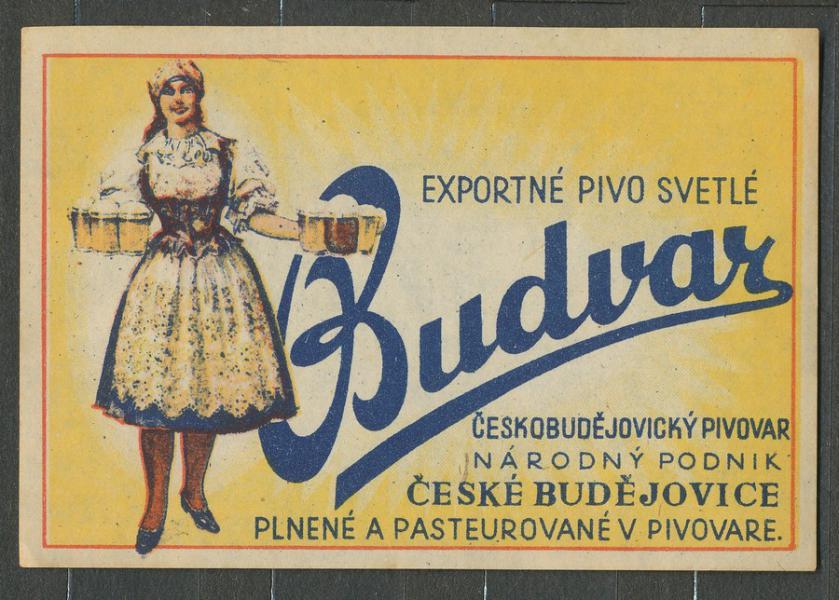 EXPORTNÉ PIVO SVETLÉ
Budvar
ČESKOBUDĚJOVICKÝ PIVOVAR
NÁRODNÝ PODNIK
ČESKÉ BUDĚJOVICE
PLNENÉ A PASTEUROVANÉ V PIVOVARE.